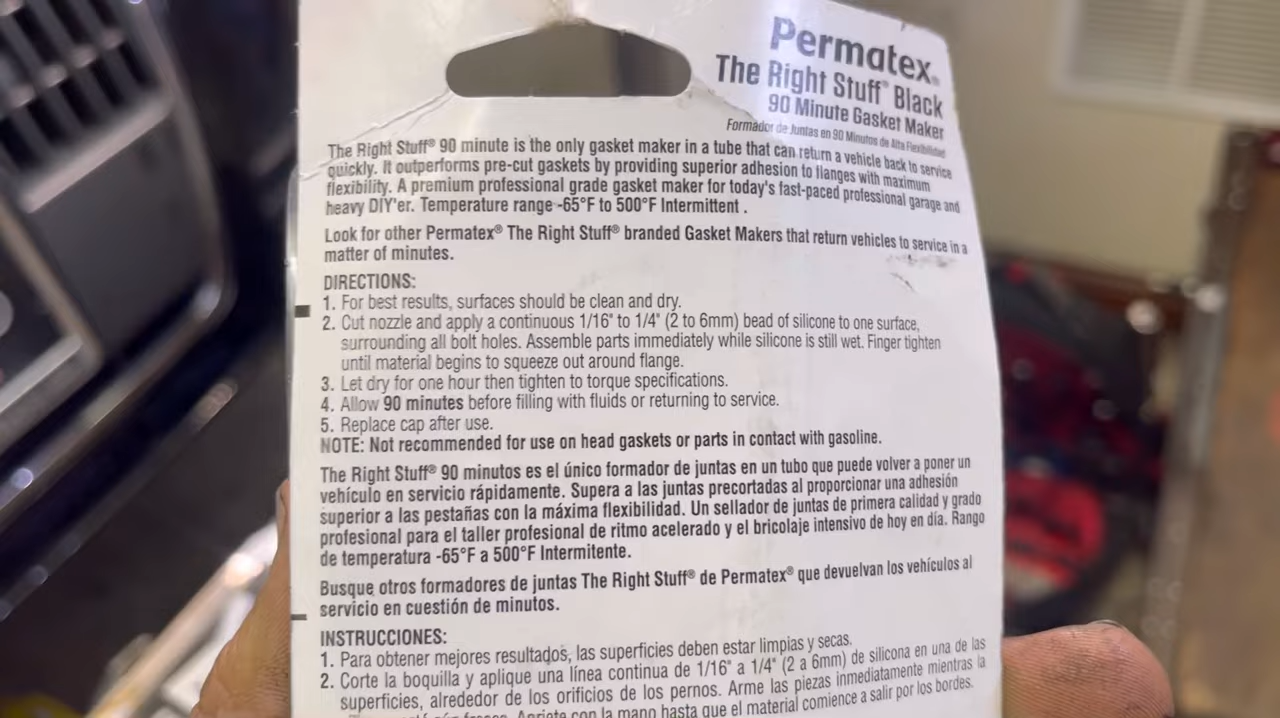 Permatex®
The Right Stuff® Black
90 Minute Gasket Maker
Formador de Juntas en 90 Minutos de Alta Flexibilidad
The Right Stuff® 90 minute is the only gasket maker in a tube that can return a vehicle back to service
quickly. It outperforms pre-cut gaskets by providing superior adhesion to flanges with maximum
flexibility. A premium professional grade gasket maker for today's fast-paced professional garage and
heavy DIY'er. Temperature range -65°F to 500°F Intermittent .
Look for other Permatex® The Right Stuff® branded Gasket Makers that return vehicles to service in a
matter of minutes.
DIRECTIONS:
1. For best results, surfaces should be clean and dry.
2. Cut nozzle and apply a continuous 1/16" to 1/4" (2 to 6mm) bead of silicone to one surface,
surrounding all bolt holes. Assemble parts immediately while silicone is still wet. Finger tighten
until material begins to squeeze out around flange.
3. Let dry for one hour then tighten to torque specifications.
4. Allow 90 minutes before filling with fluids or returning to service.
5. Replace cap after use.
NOTE: Not recommended for use on head gaskets or parts in contact with gasoline.
The Right Stuff® 90 minutos es el único formador de juntas en un tubo que puede volver a poner un
vehículo en servicio rápidamente. Supera a las juntas precortadas al proporcionar una adhesión
superior a las pestañas con la máxima flexibilidad. Un sellador de juntas de primera calidad y grado
profesional para el taller profesional de ritmo acelerado y el bricolaje intensivo de hoy en día. Rango
de temperatura -65°F a 500°F Intermitente.
Busque otros formadores de juntas The Right Stuff® de Permatex® que devuelvan los vehículos al
servicio en cuestión de minutos.
INSTRUCCIONES:
1. Para obtener mejores resultados, las superficies deben estar limpias y secas.
2. Corte la boquilla y aplique una línea continua de 1/16" a 1/4" (2 a 6mm) de silicona en una de las
superficies, alrededor de los orificios de los pernos. Arme las piezas inmediatamente mientras la
con la mano hasta que el material comience a salir por los bordes.